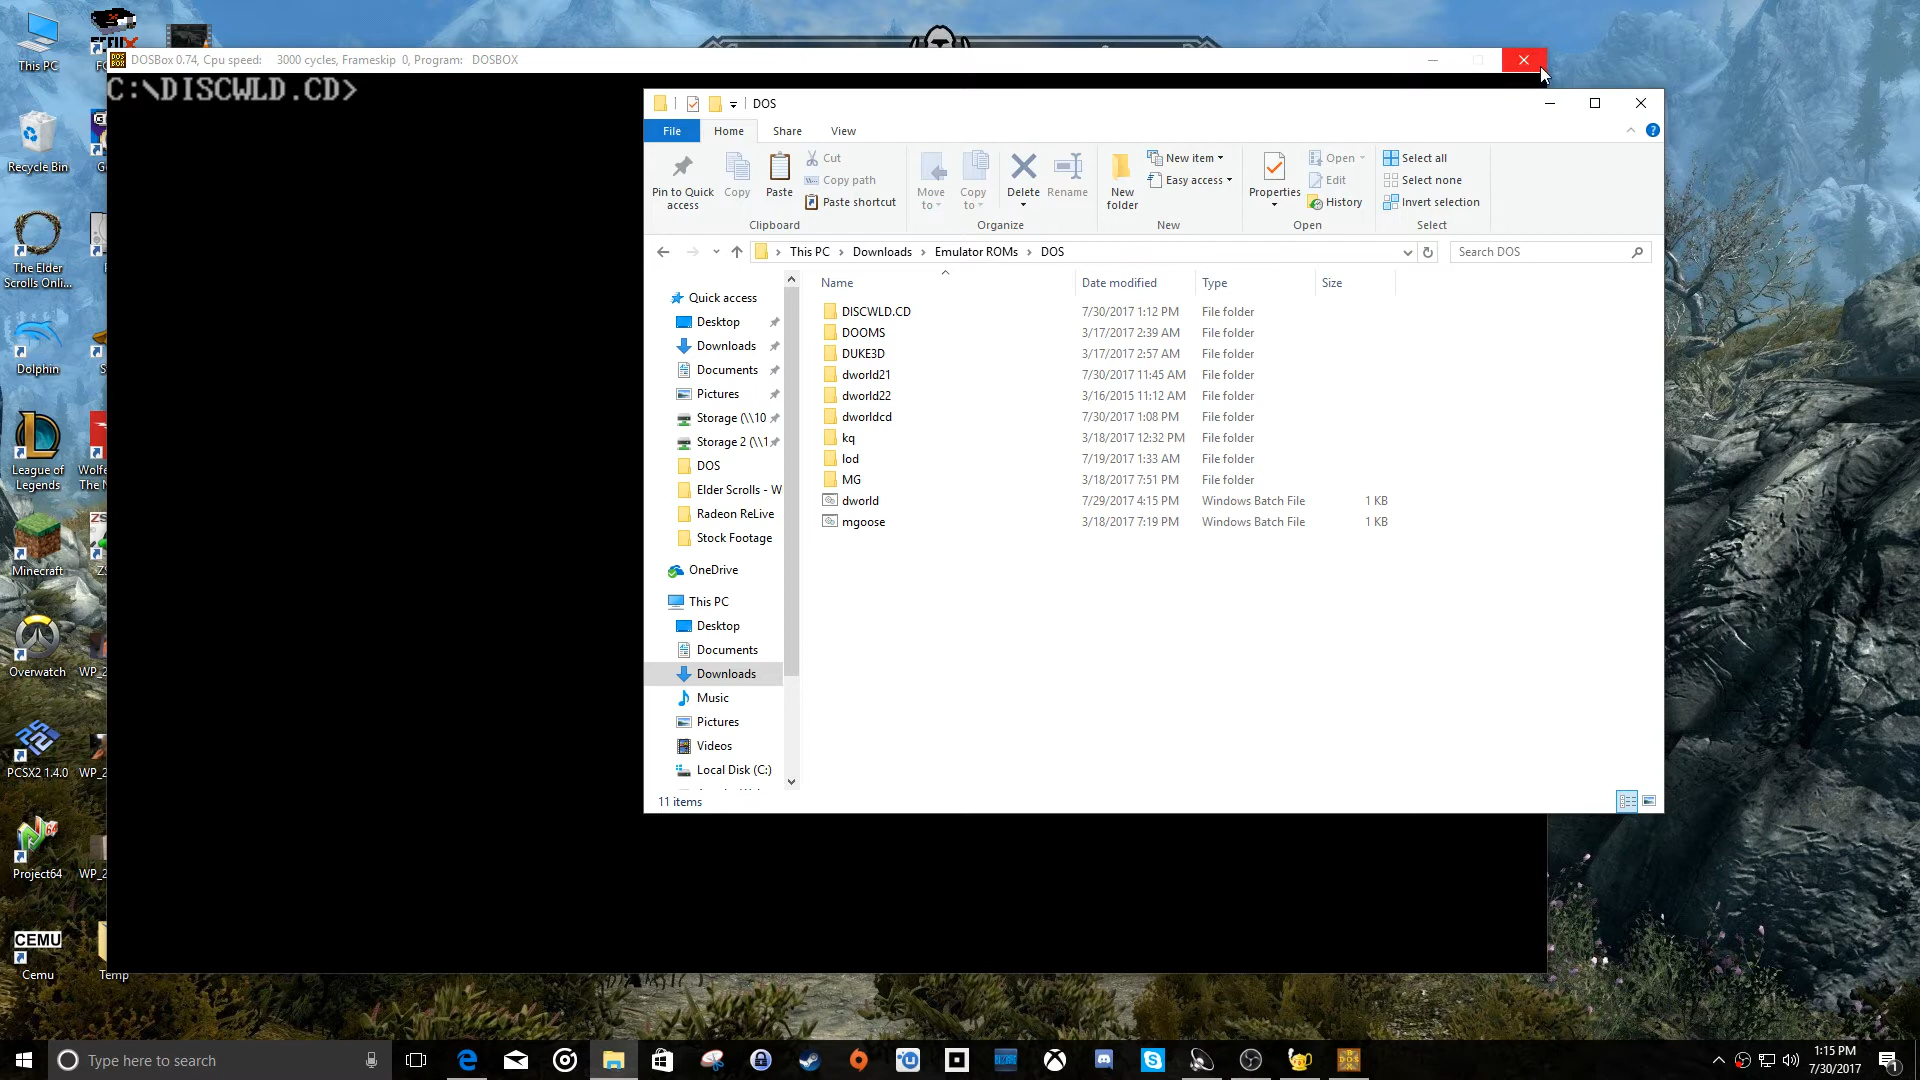 This PC
Recycle Bin
The Elder
Scrolls Onli...
Dolphin
League of
Legends
Wolfe
The N
Minecraft
ZS
Overwatch
WP_2
PCSX2 1.4.0
WP_2
Project64
WP_2
CEMU
Cemu
Temp
DOSBox 0.74, Cpu speed: 3000 cycles, Frameskip 0, Program: DOSBOX
C:\DISCWLD.CD>
DOS
File
Home
Share
View
Pin to Quick
access
Copy
Paste
Cut
Copy path
Paste shortcut
Clipboard
Move
to
Copy
to
Delete
Rename
Organize
New
folder
New item
Easy access
New
Properties
Open
Edit
History
Open
Select all
Select none
Invert selection
Select
This PC > Downloads > Emulator ROMs > DOS
Search DOS
Name Date modified Type Size
DISCWLD.CD 7/30/2017 1:12 PM File folder
DOOMS 3/17/2017 2:39 AM File folder
DUKE3D 3/17/2017 2:57 AM File folder
dworld21 7/30/2017 11:45 AM File folder
dworld22 3/16/2015 11:12 AM File folder
dworldcd 7/30/2017 1:08 PM File folder
kq 3/18/2017 12:32 PM File folder
lod 7/19/2017 1:33 AM File folder
MG 3/18/2017 7:51 PM File folder
dworld 7/29/2017 4:15 PM Windows Batch File 1 KB
mgoose 3/18/2017 7:19 PM Windows Batch File 1 KB
Quick access
Desktop
Downloads
Documents
Pictures
Storage (\\10
Storage 2 (\\1
DOS
Elder Scrolls - W
Radeon ReLive
Stock Footage
OneDrive
This PC
Desktop
Documents
Downloads
Music
Pictures
Videos
Local Disk (C:)
11 items
Type here to search
1:15 PM
7/30/2017
1